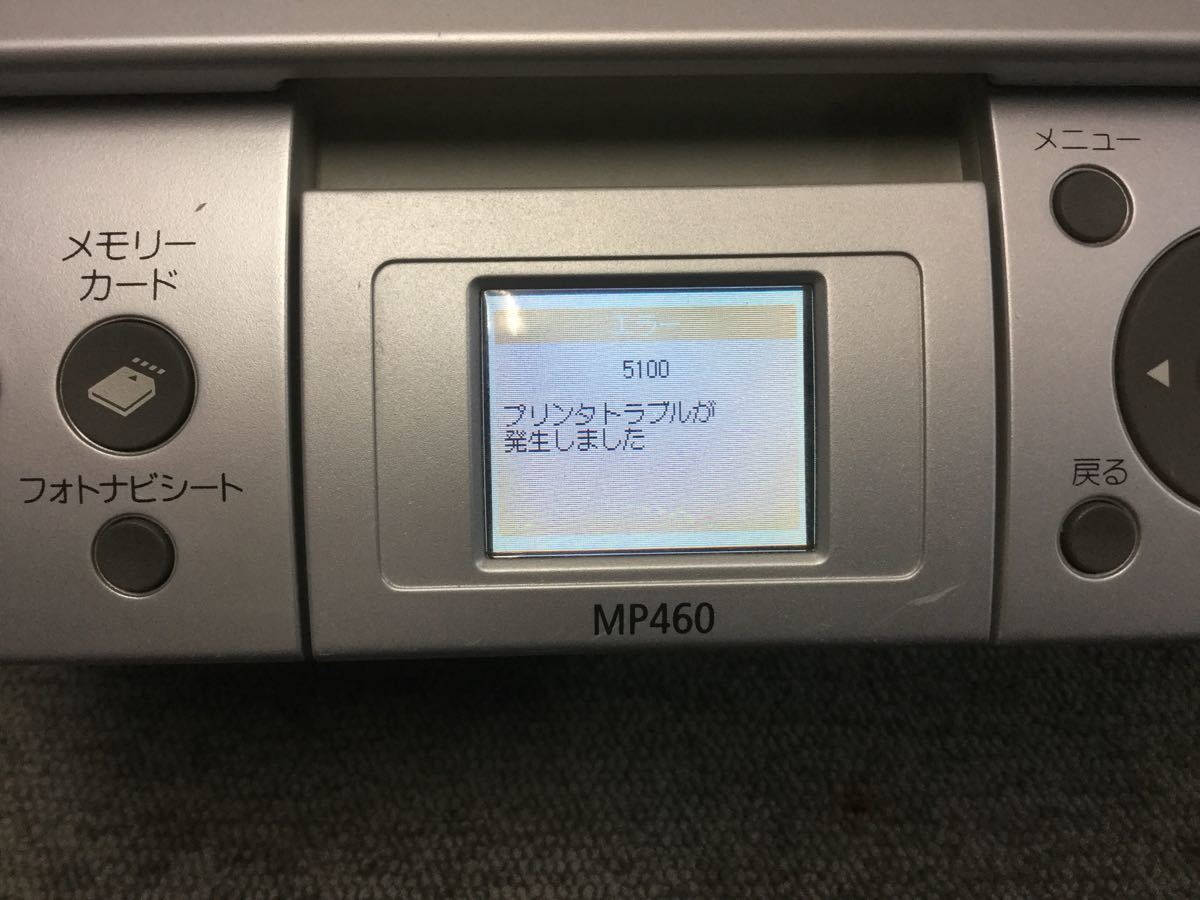 メニュー
メモリー
カード
エラー
5100
プリンタトラブルが
発生しました
フォトナビシート
戻る
MP460